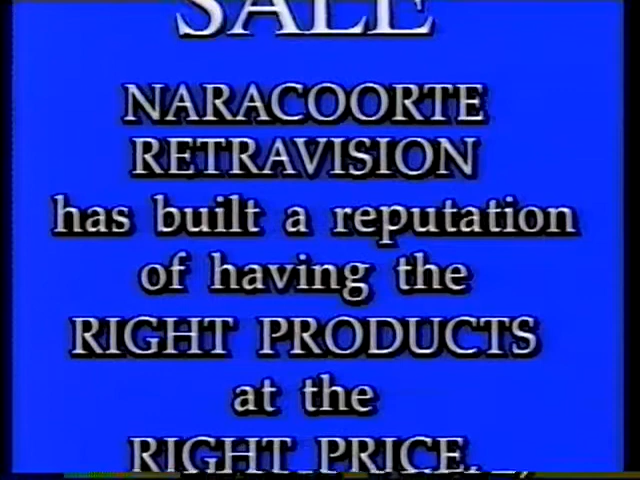 SALE
NARACOORTE
RETRAVISION
has built a reputation
of having the
RIGHT PRODUCTS
at the
RIGHT PRICE.